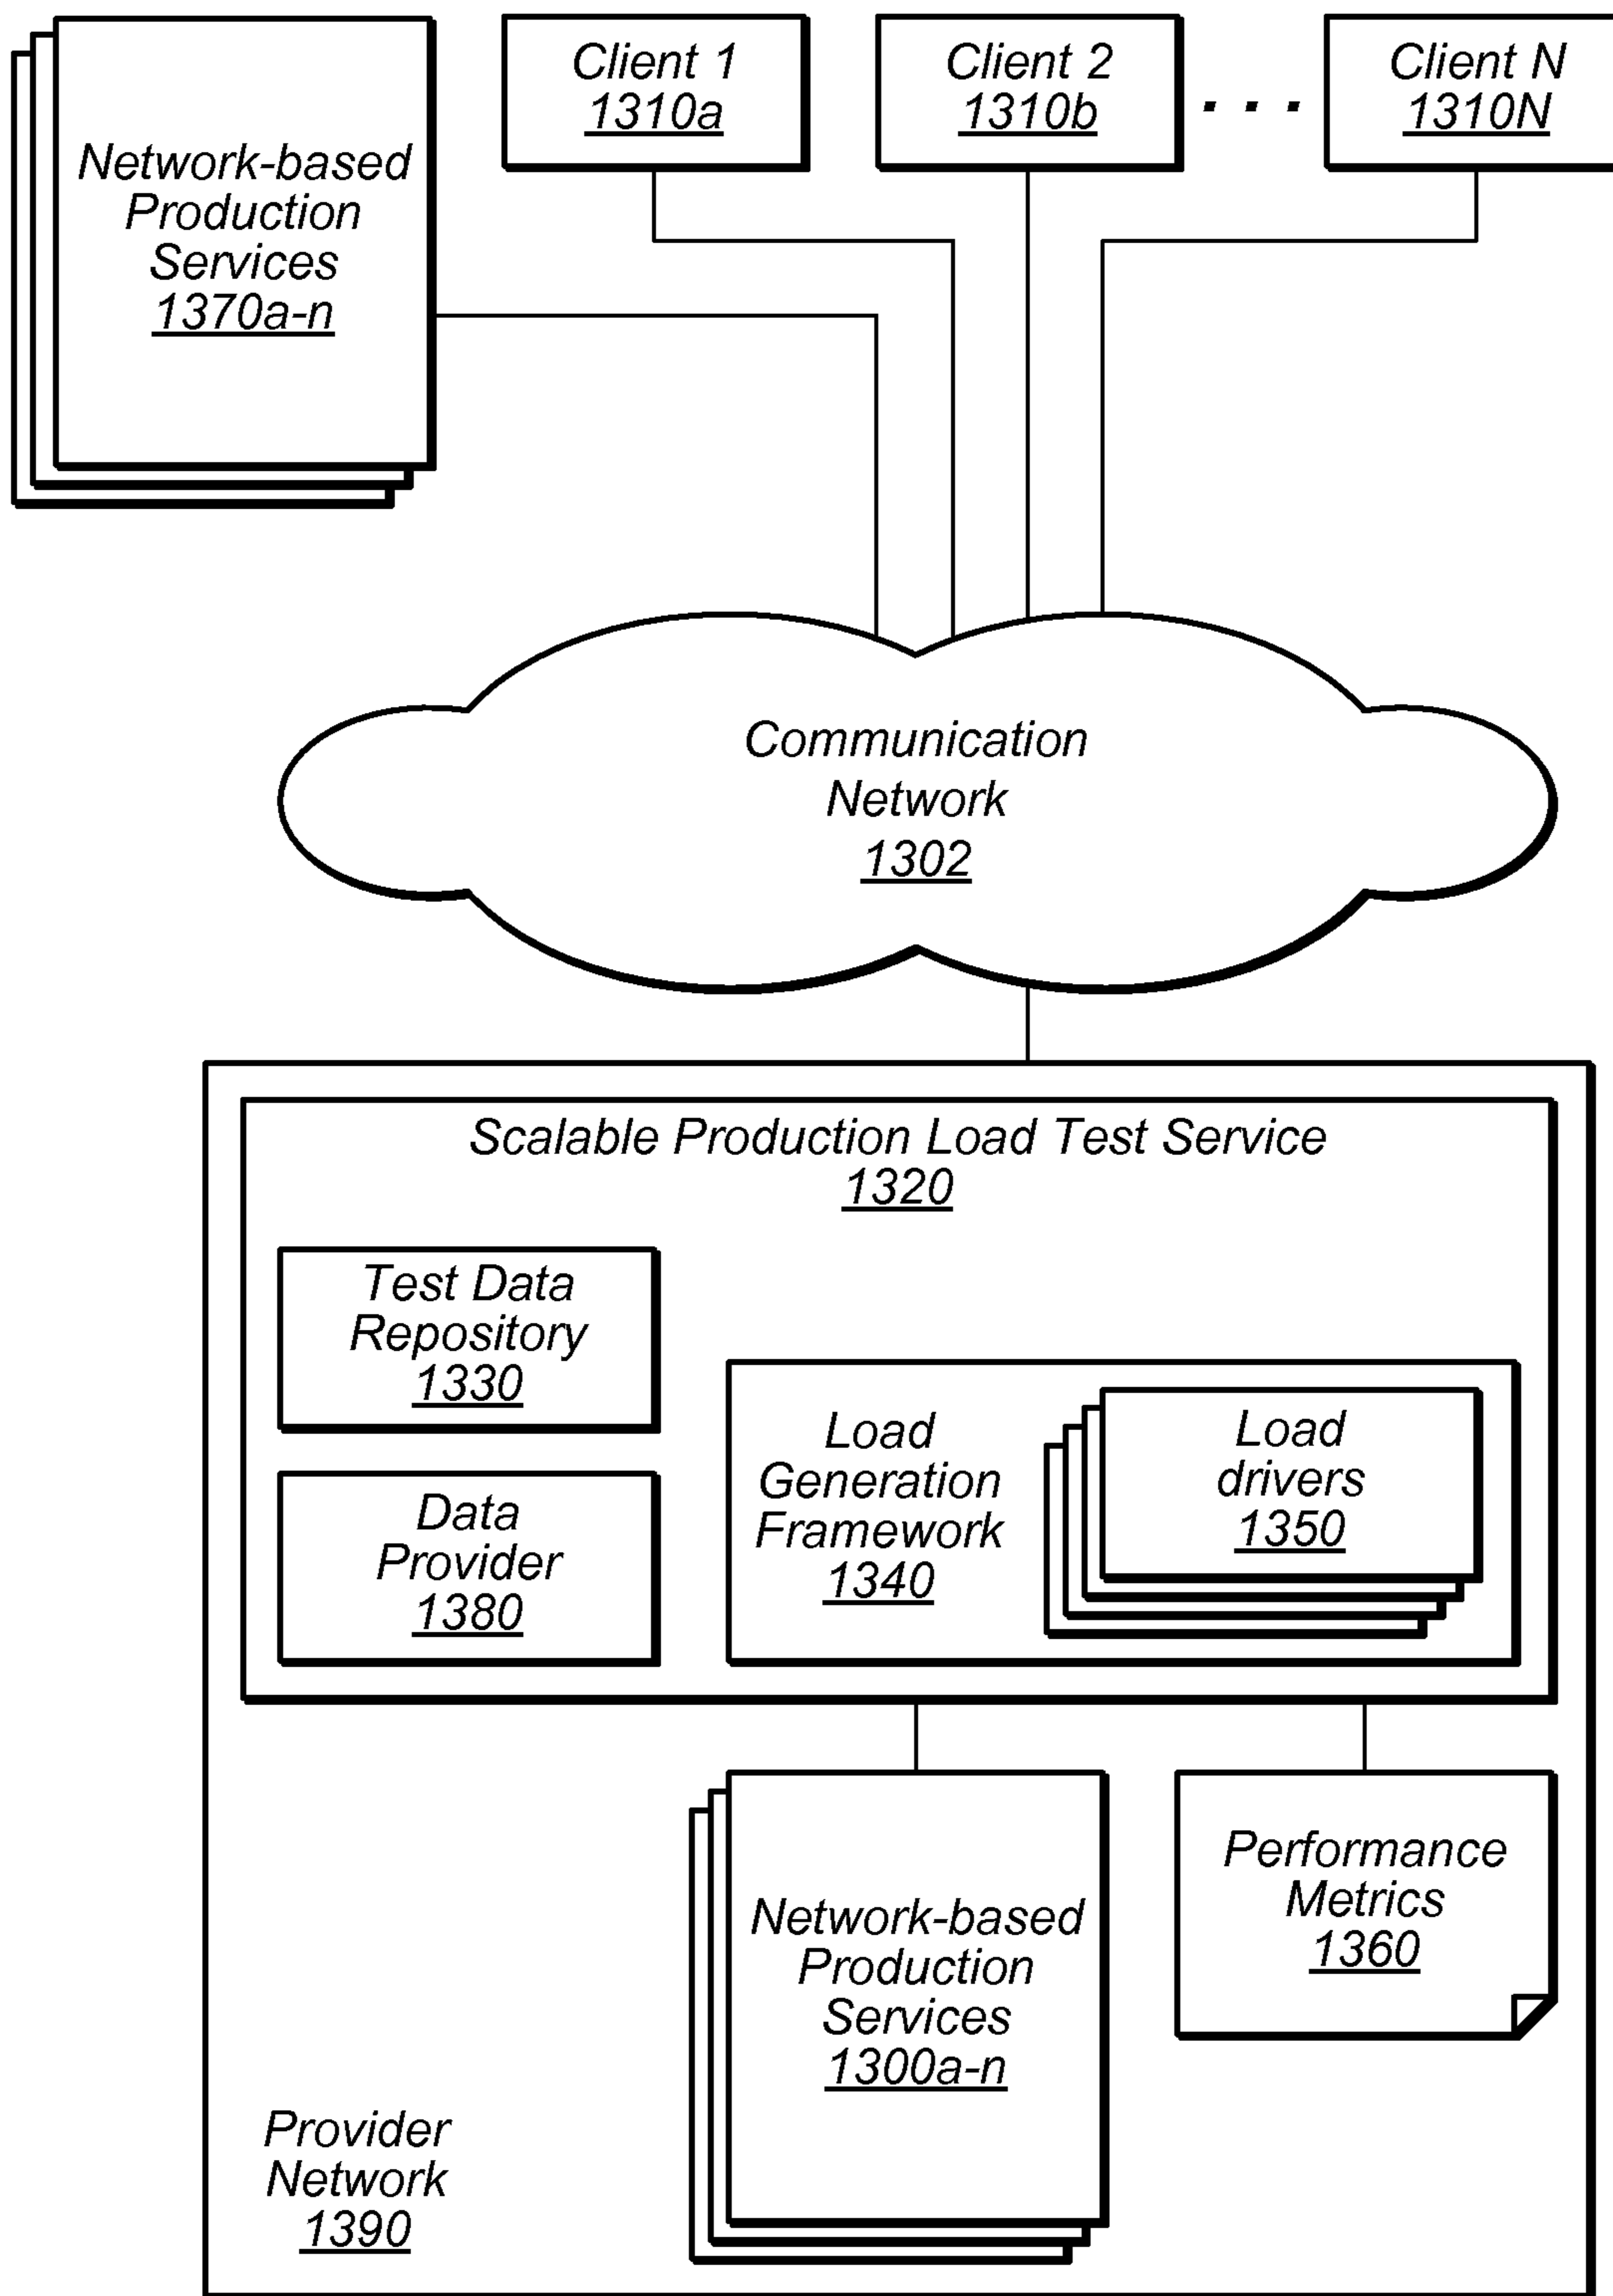 Network-based
Production
Services
1370a-n
Client 1
1310a
Client 2
1310b
. . .
Client N
1310N
Communication
Network
1302
Scalable Production Load Test Service
1320
Test Data
Repository
1330
Data
Provider
1380
Load
Generation
Framework
1340
Load
drivers
1350
Network-based
Production
Services
1300a-n
Performance
Metrics
1360
Provider
Network
1390